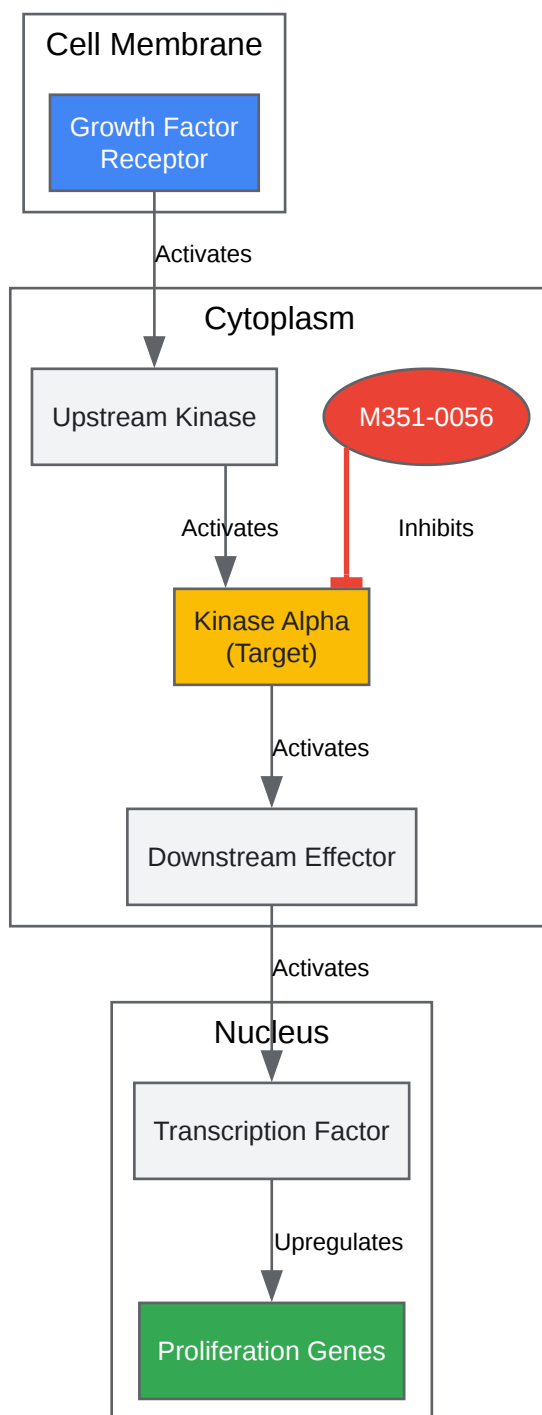 Cell Membrane
Growth Factor
Receptor
Activates
Cytoplasm
Upstream Kinase
M351-0056
Activates
Inhibits
Kinase Alpha
(Target)
Activates
Downstream Effector
Activates
Nucleus
Transcription Factor
Upregulates
Proliferation Genes